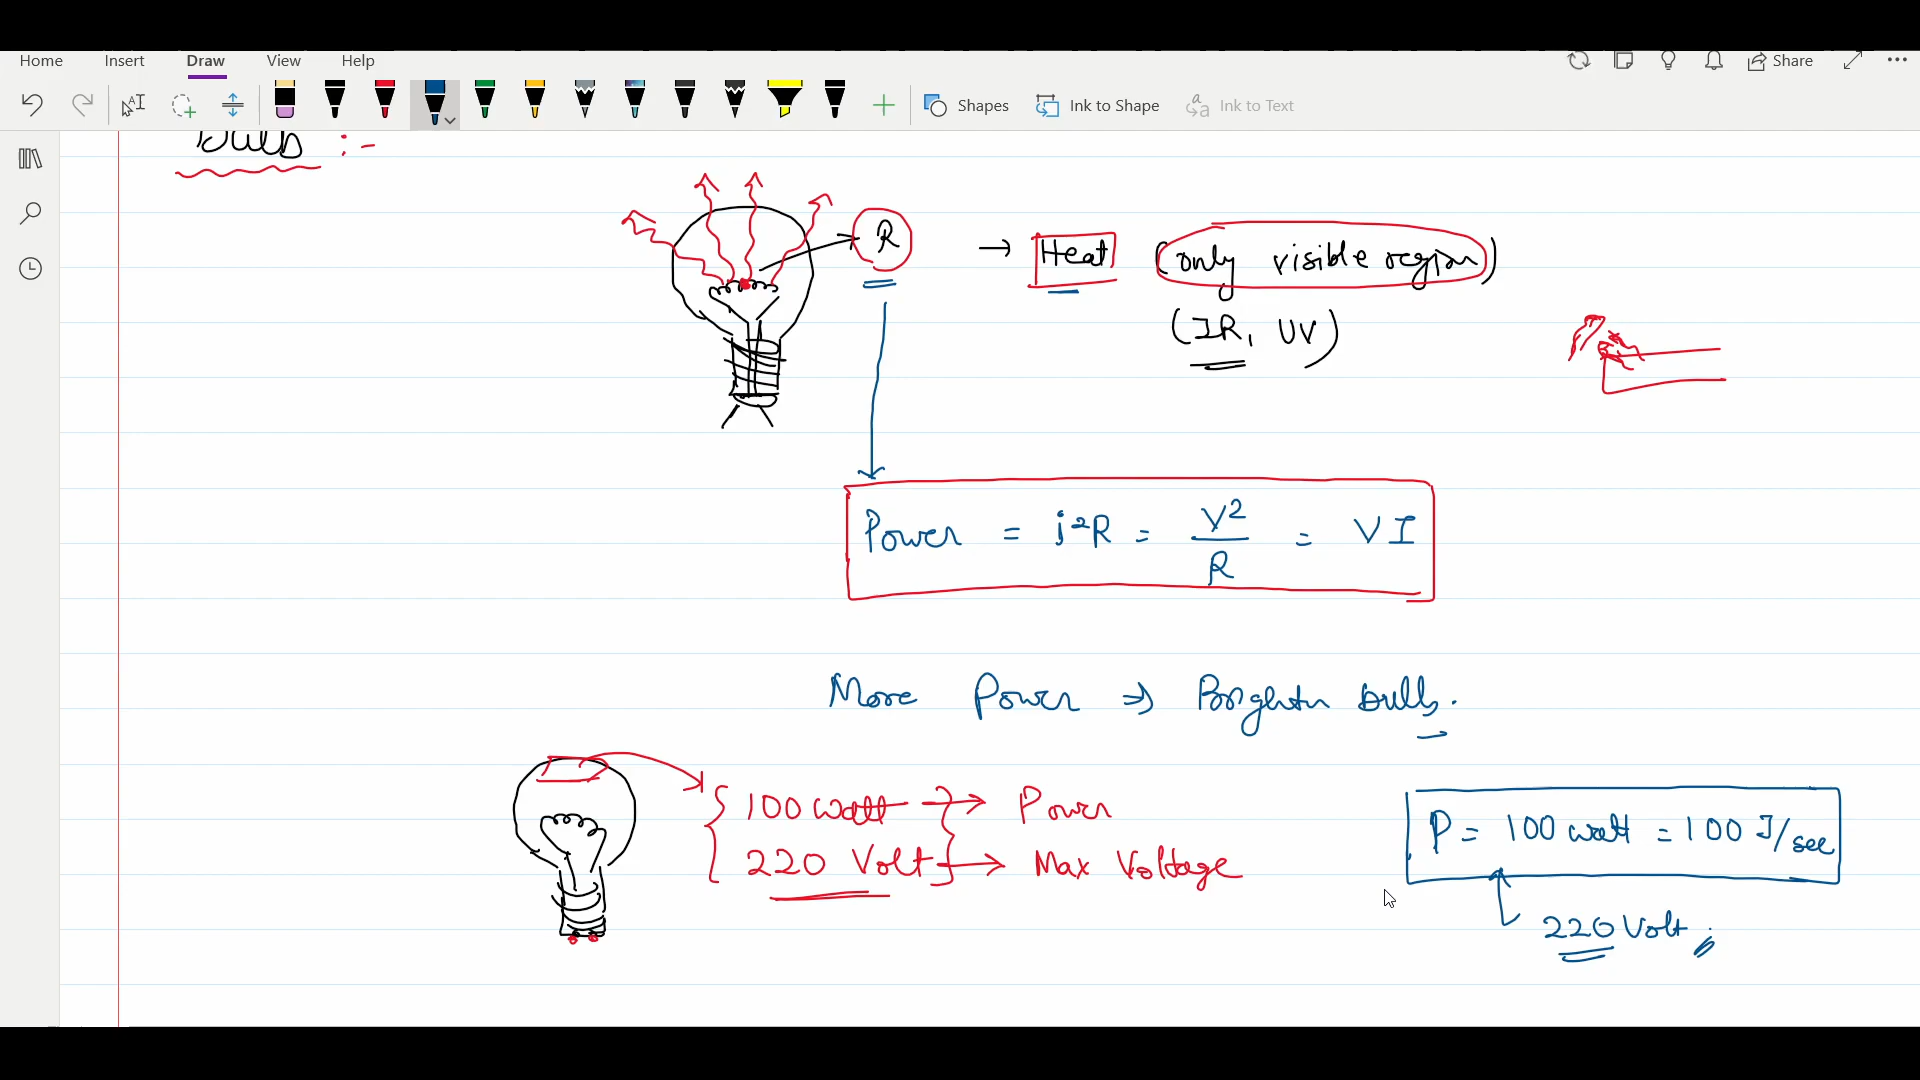 Home Insert Draw View Help Share
Shapes Ink to Shape Ink to Text
Bulb :-
R → Heat (only visible region)
(IR, UV)
Power = i²R = V²/R = VI
More Power ⇒ Brighter bulb.
100 Watt → Power
220 Volt → Max Voltage
P = 100 watt = 100 J/sec
220 Volt.